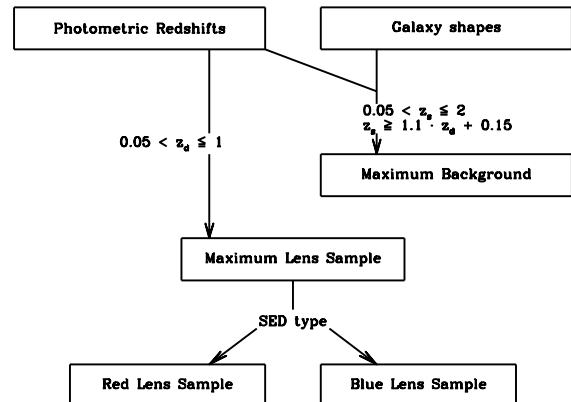 Photometric Redshifts
Galaxy shapes
0.05 < z_s ≦ 2
z_s ≧ 1.1 · z_d + 0.15
0.05 < z_d ≦ 1
Maximum Background
Maximum Lens Sample
SED type
Red Lens Sample
Blue Lens Sample